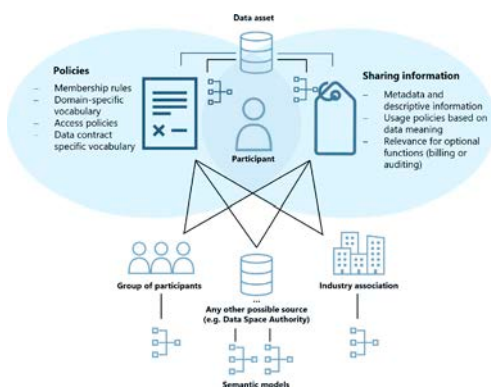 Data asset
Policies
– Membership rules
– Domain-specific
vocabulary
– Access policies
– Data contract
specific vocabulary
Sharing information
– Metadata and
descriptive information
– Usage policies based on
data meaning
– Relevance for optional
functions (billing or
auditing)
Participant
Group of participants
...
Any other possible source
(e.g. Data Space Authority)
Industry association
Semantic models